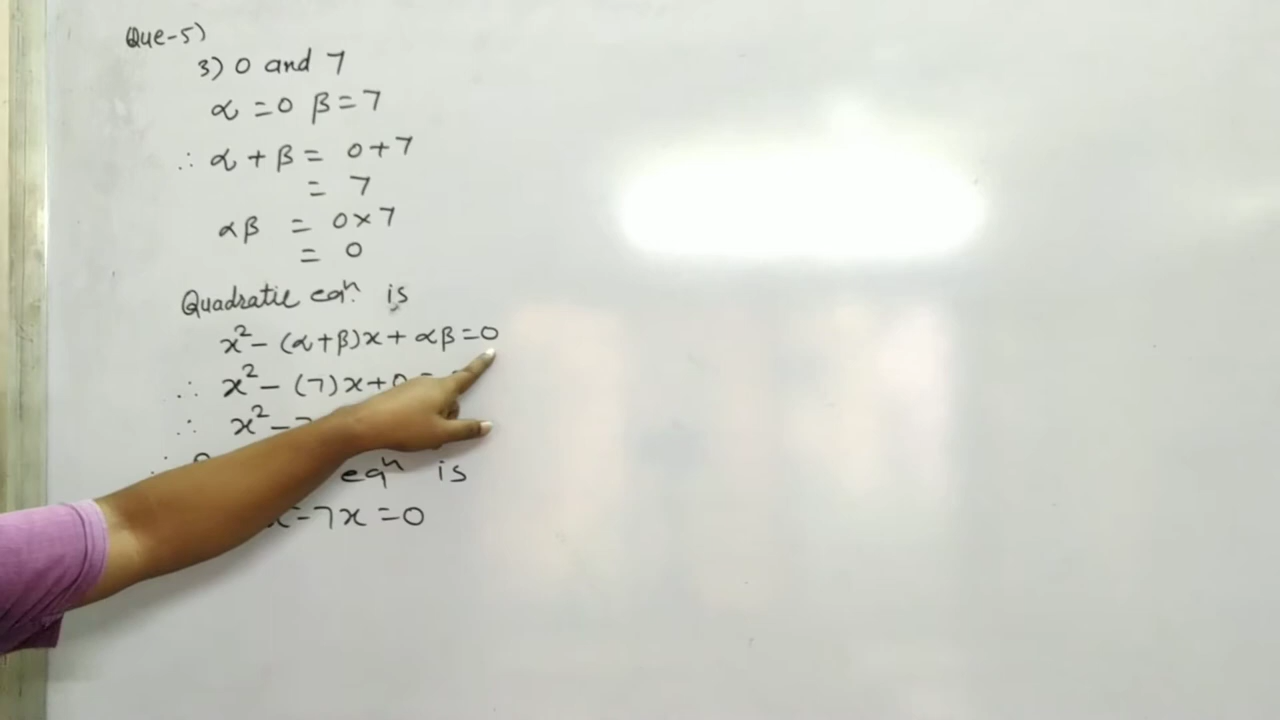 Que-5)
3) 0 and 7
α = 0 β = 7
∴ α + β = 0 + 7
= 7
αβ = 0 × 7
= 0
Quadratic eqⁿ. is
x² - (α + β)x + αβ = 0
∴ x² - (7)x + 0
∴ x² - 7
∴ eqⁿ is
- 7x = 0